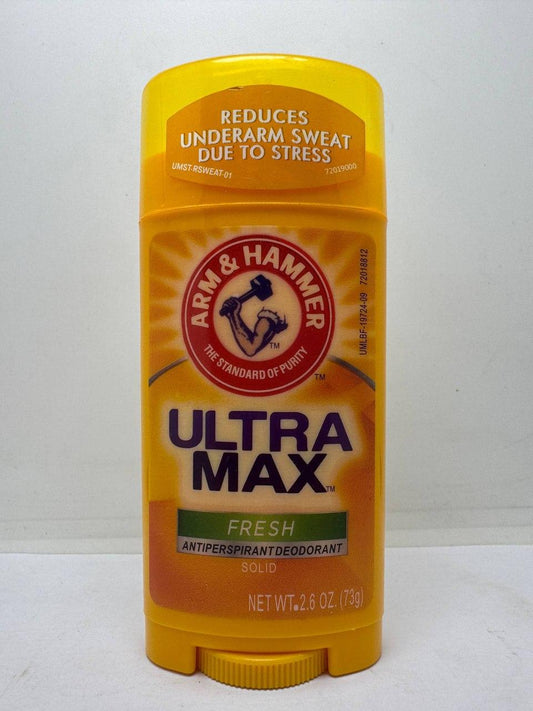 REDUCES
UNDERARM SWEAT
DUE TO STRESS
UMST-RSWEAT-01
72019000
ARM & HAMMER
TM
THE STANDARD OF PURITY
TM
UMLBF-19724-09 72018812
ULTRA
MAX™
FRESH
ANTIPERSPIRANT DEODORANT
SOLID
NET WT. 2.6 OZ. (73g)